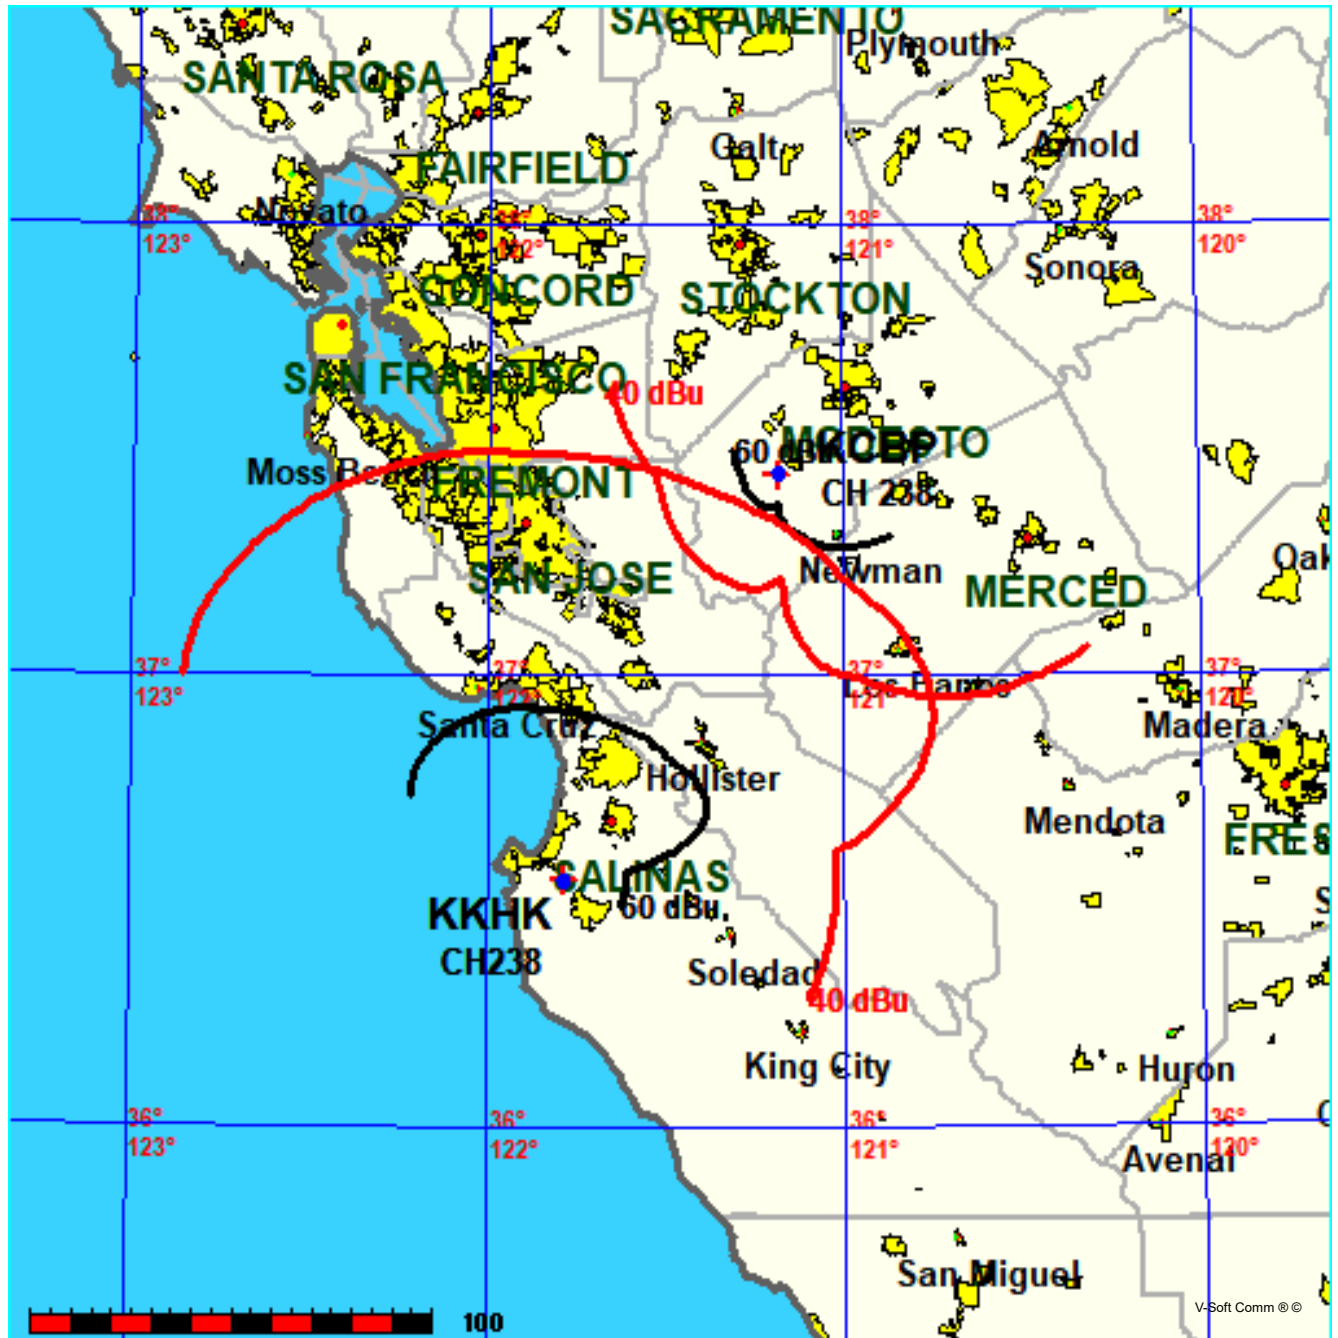 SACRAMENTO
Plymouth
SANTA ROSA
Galt
Arnold
FAIRFIELD
Novato
38°
123°
38°
122°
38°
121°
38°
120°
Sonora
CONCORD
STOCKTON
SAN FRANCISCO
40 dBu
MODESTO
60 dBu
KCBP
CH 238
Moss Beach
FREMONT
Newman
Oak
SAN JOSE
MERCED
37°
123°
37°
122°
37°
121°
37°
120°
Los Banos
Santa Cruz
Madera
Hollister
Mendota
FRES
SALINAS
60 dBu
KKHK
CH238
S
Soledad
40 dBu
King City
Huron
36°
123°
36°
122°
36°
121°
36°
120°
Avenal
San Miguel
100
V-Soft Comm ® ©